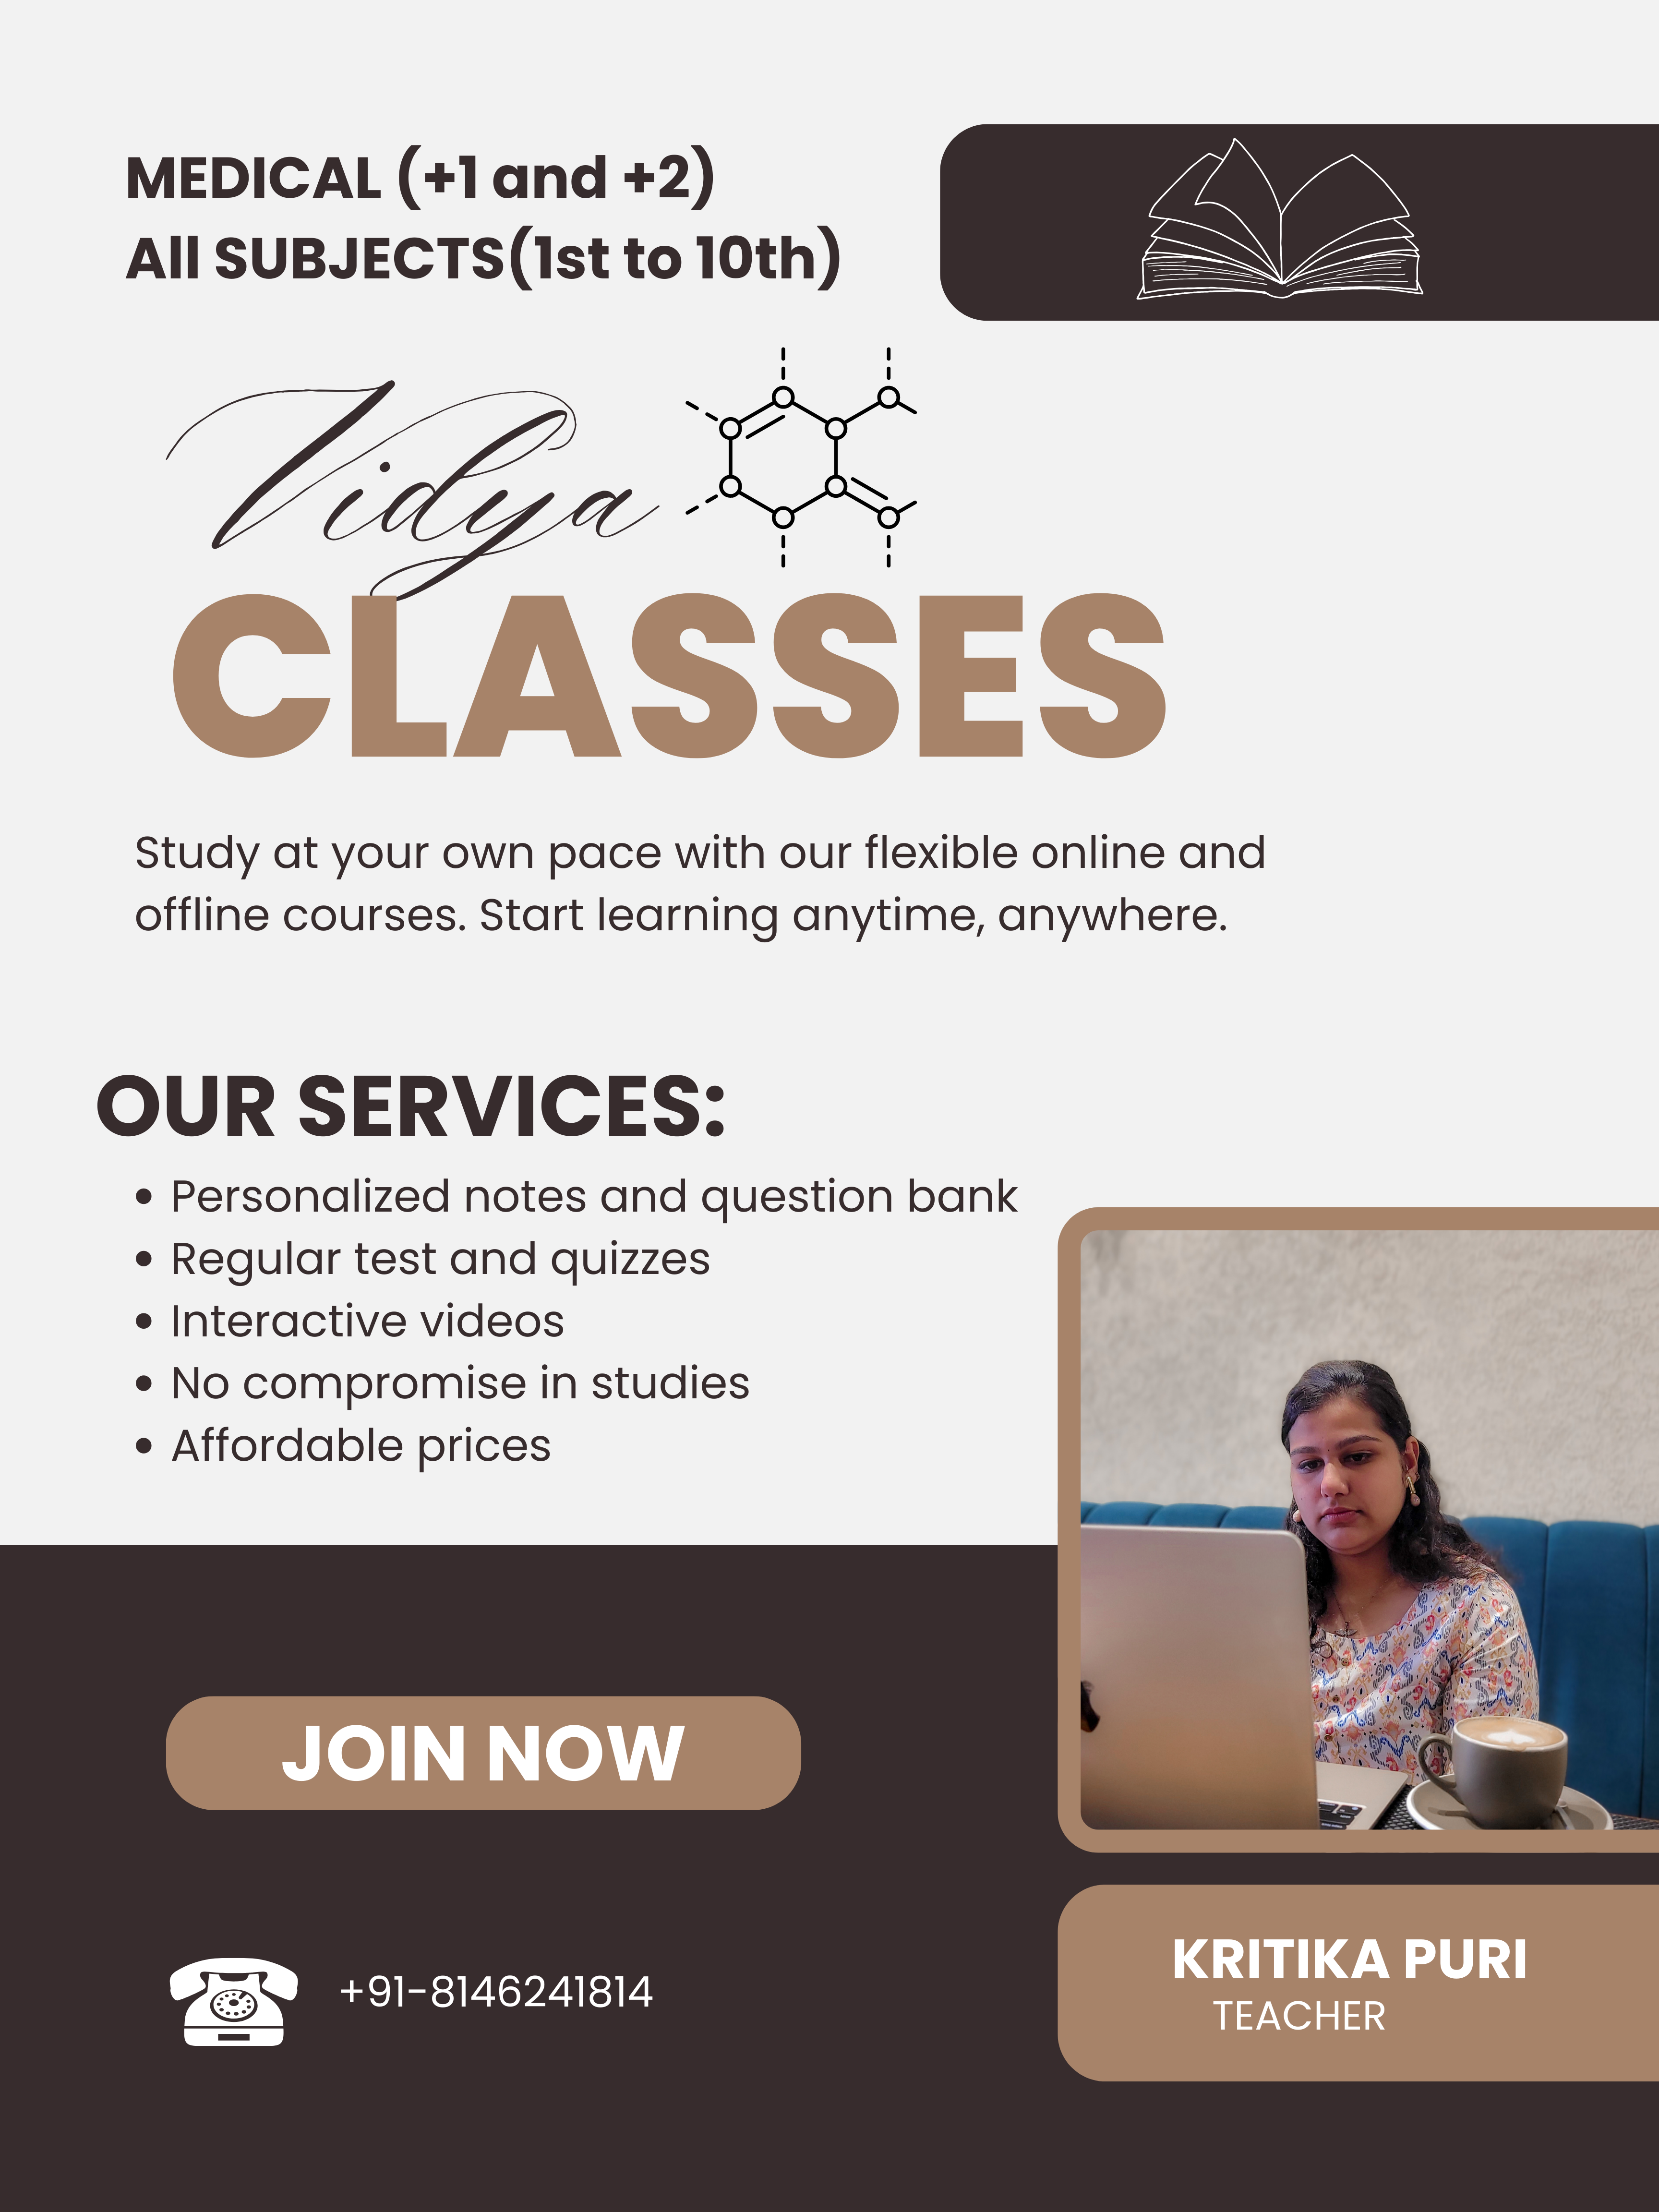 MEDICAL (+1 and +2)
All SUBJECTS(1st to 10th)
Vidya
CLASSES
Study at your own pace with our flexible online and
offline courses. Start learning anytime, anywhere.
OUR SERVICES:
• Personalized notes and question bank
• Regular test and quizzes
• Interactive videos
• No compromise in studies
• Affordable prices
JOIN NOW
+91-8146241814
KRITIKA PURI
TEACHER